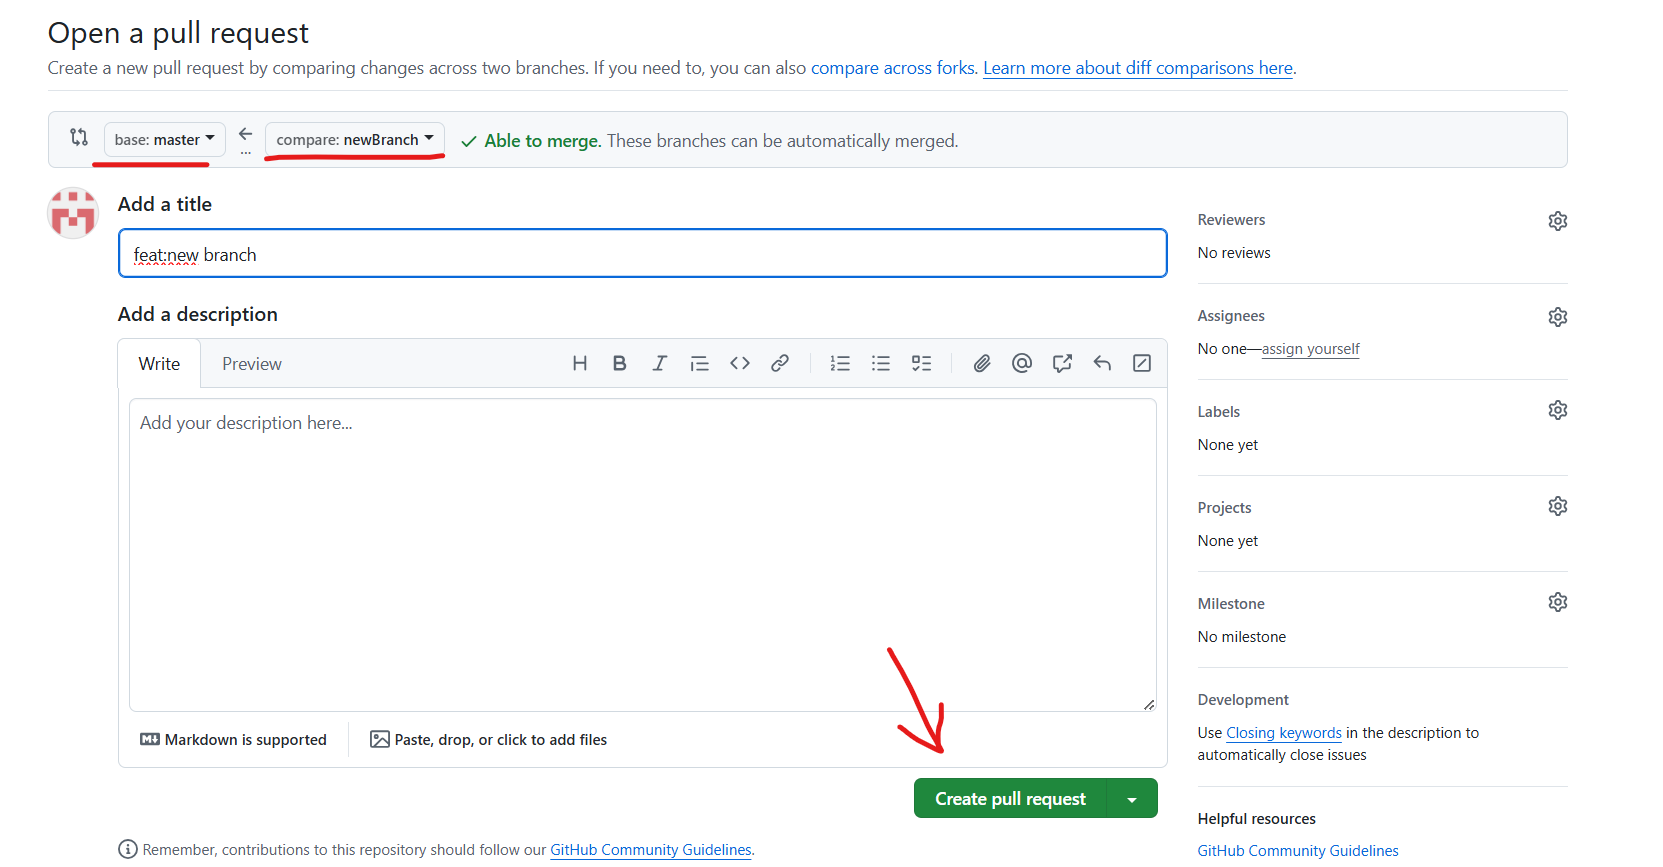 Open a pull request
Create a new pull request by comparing changes across two branches. If you need to, you can also compare across forks. Learn more about diff comparisons here.
base: master
...
compare: newBranch
Able to merge. These branches can be automatically merged.
Add a title
feat:new branch
Add a description
Write
Preview
Add your description here...
Markdown is supported
Paste, drop, or click to add files
Create pull request
Remember, contributions to this repository should follow our GitHub Community Guidelines.
Reviewers
No reviews
Assignees
No one—assign yourself
Labels
None yet
Projects
None yet
Milestone
No milestone
Development
Use Closing keywords in the description to
automatically close issues
Helpful resources
GitHub Community Guidelines